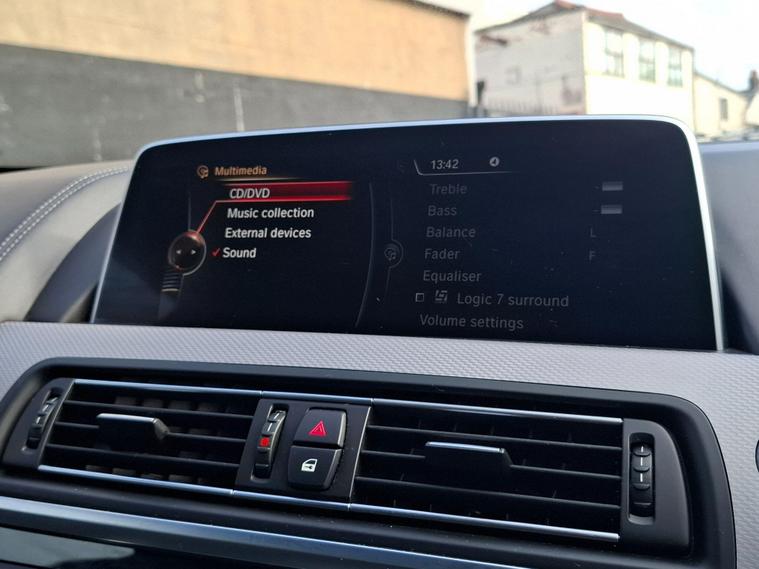 Multimedia
CD/DVD
Music collection
External devices
Sound
13:42
Treble
Bass
Balance L
Fader F
Equaliser
Logic 7 surround
Volume settings